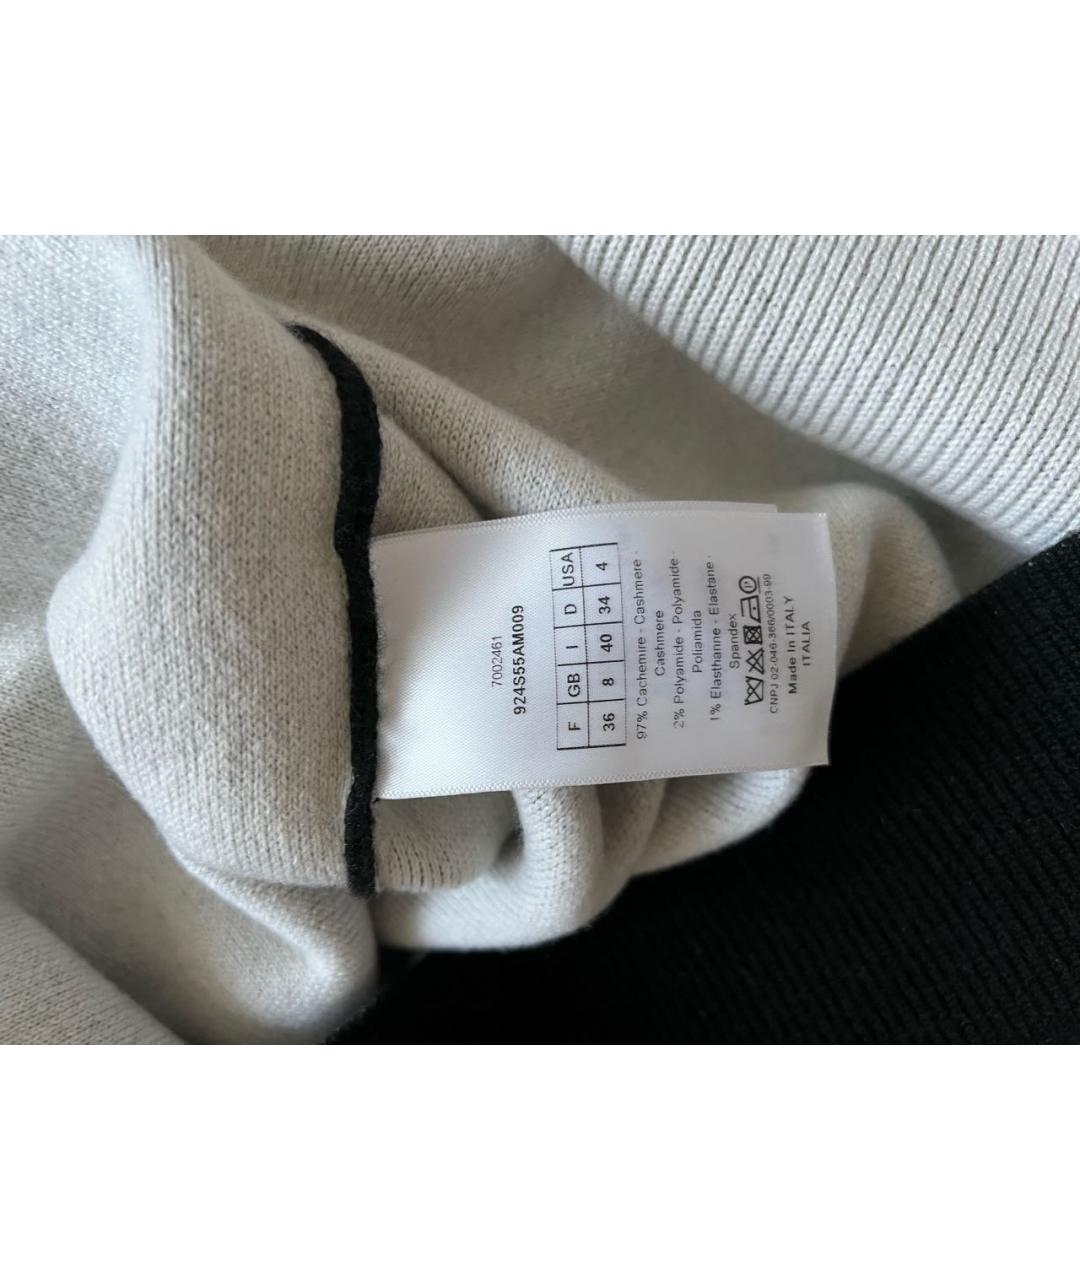 7002461
924S55AM009
F GB I D USA
36 8 40 34 4
97% Cachemire - Cashmere ·
Cashmere
2% Polyamide - Polyamide ·
Poliamida
1% Elasthanne - Elastane ·
Spandex
CNPJ 02-046-366/0003-99
Made In ITALY
ITALIA